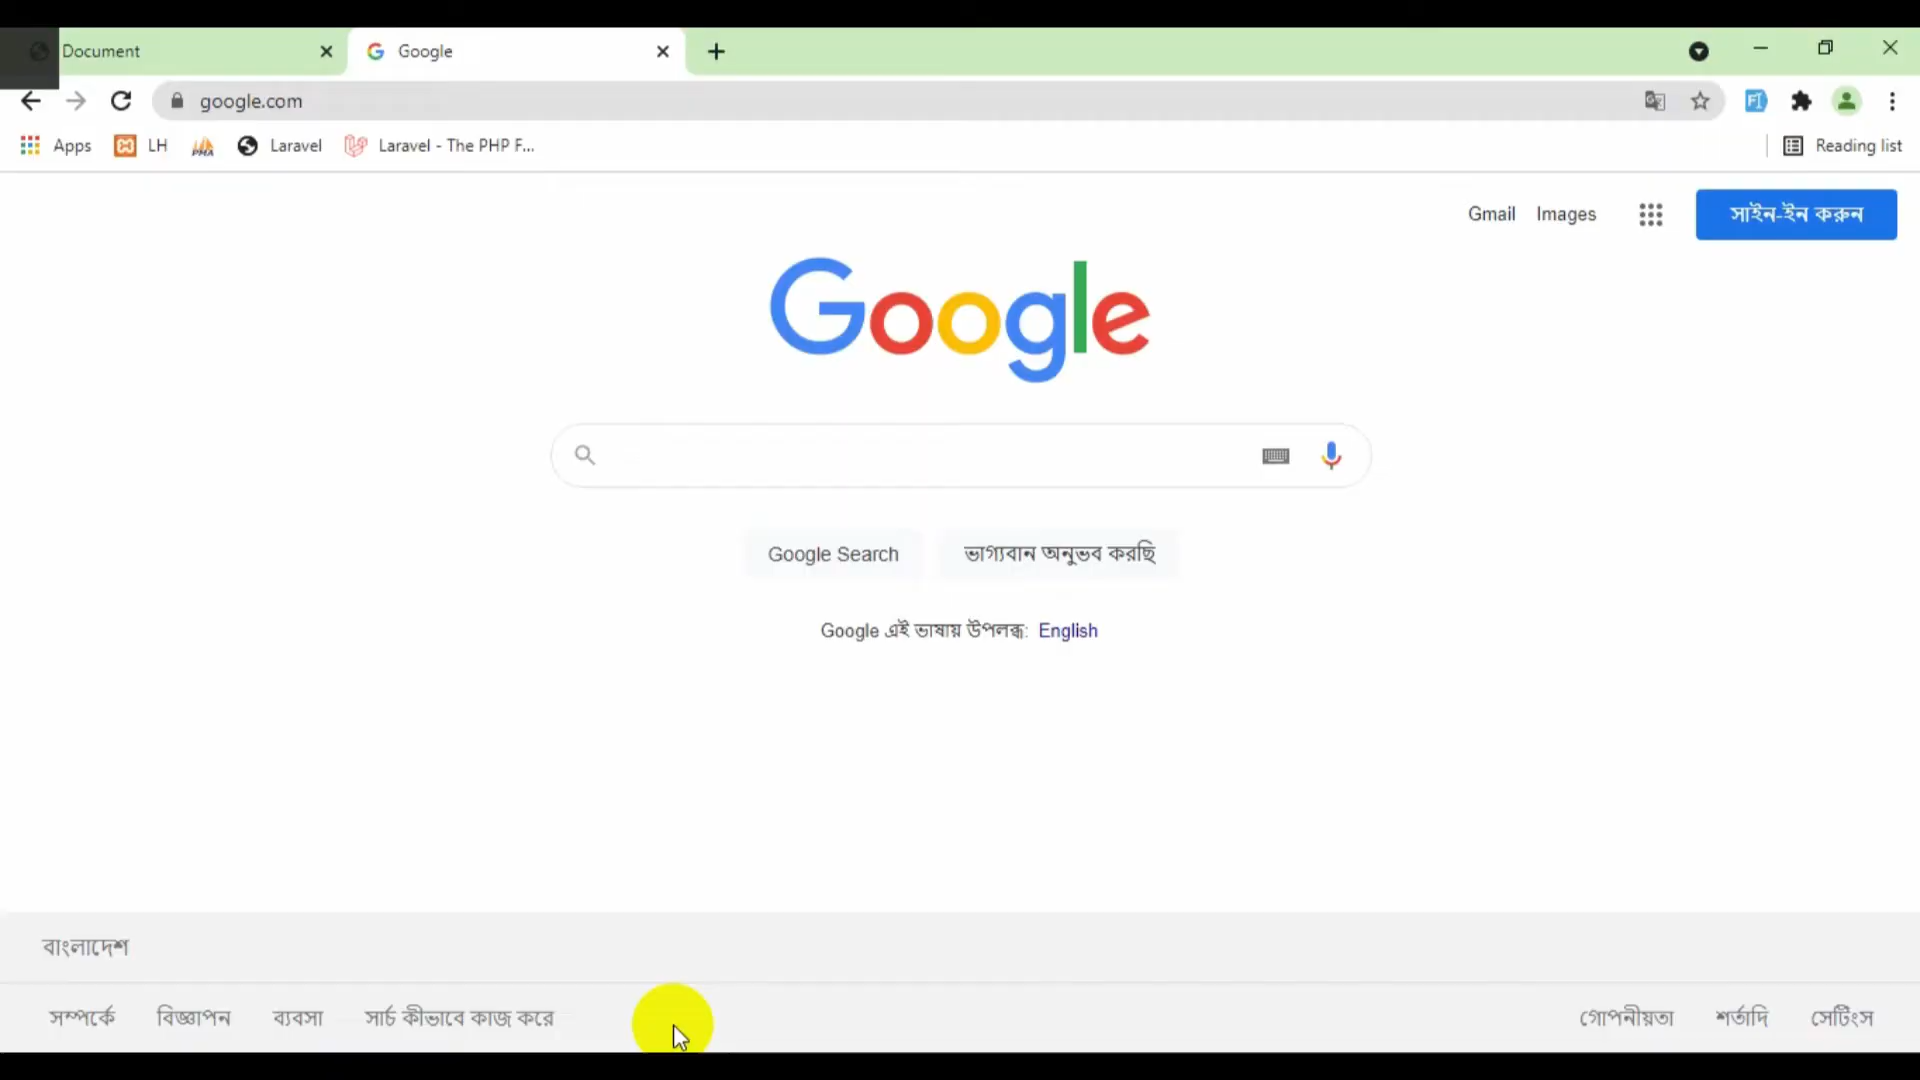 Document
Google
google.com
Apps LH PMA Laravel Laravel - The PHP F... Reading list
Gmail Images সাইন-ইন করুন
Google
Google Search ভাগ্যবান অনুভব করছি
Google এই ভাষায় উপলব্ধ: English
বাংলাদেশ
সম্পর্কে বিজ্ঞাপন ব্যবসা সার্চ কীভাবে কাজ করে গোপনীয়তা শর্তাদি সেটিংস